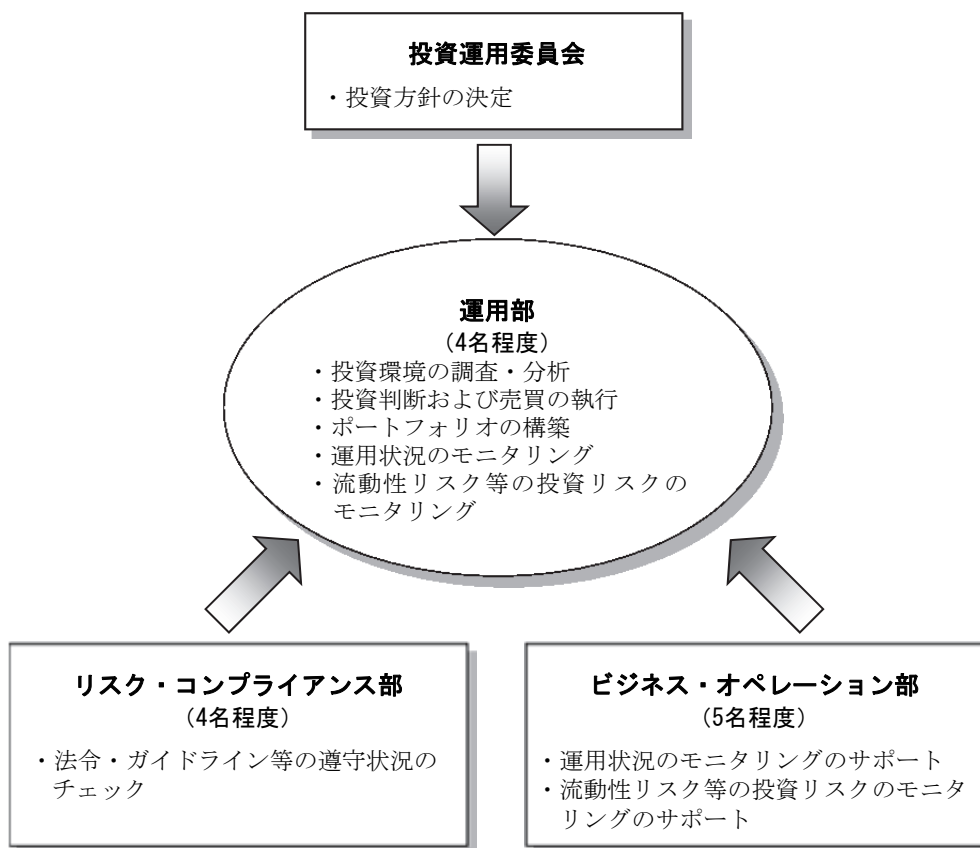 投資運用委員会
・投資方針の決定
運用部
（4名程度）
・投資環境の調査・分析
・投資判断および売買の執行
・ポートフォリオの構築
・運用状況のモニタリング
・流動性リスク等の投資リスクの
モニタリング
リスク・コンプライアンス部
（4名程度）
・法令・ガイドライン等の遵守状況の
チェック
ビジネス・オペレーション部
（5名程度）
・運用状況のモニタリングのサポート
・流動性リスク等の投資リスクのモニタ
リングのサポート